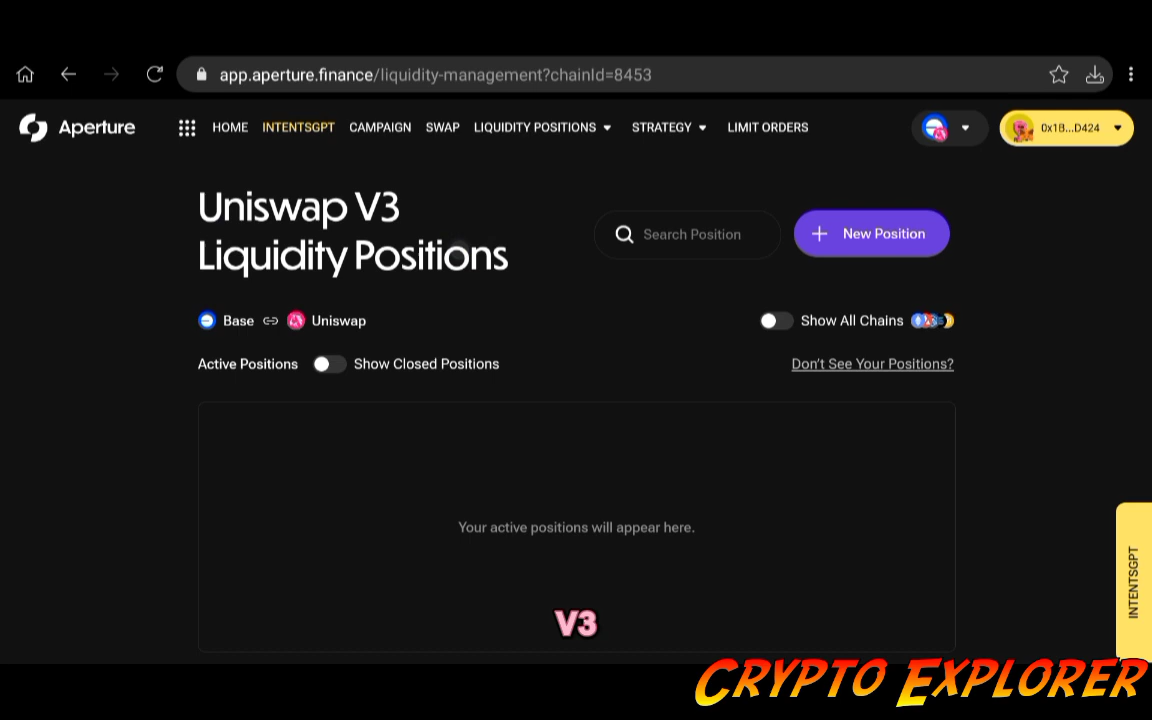 app.aperture.finance/liquidity-management?chainId=8453
Aperture HOME INTENTSGPT CAMPAIGN SWAP LIQUIDITY POSITIONS STRATEGY LIMIT ORDERS 0x1B...D424
Uniswap V3
Liquidity Positions
Search Position
New Position
Base Uniswap Show All Chains
Active Positions Show Closed Positions Don't See Your Positions?
Your active positions will appear here.
INTENTSGPT
V3
CRYPTO EXPLORER